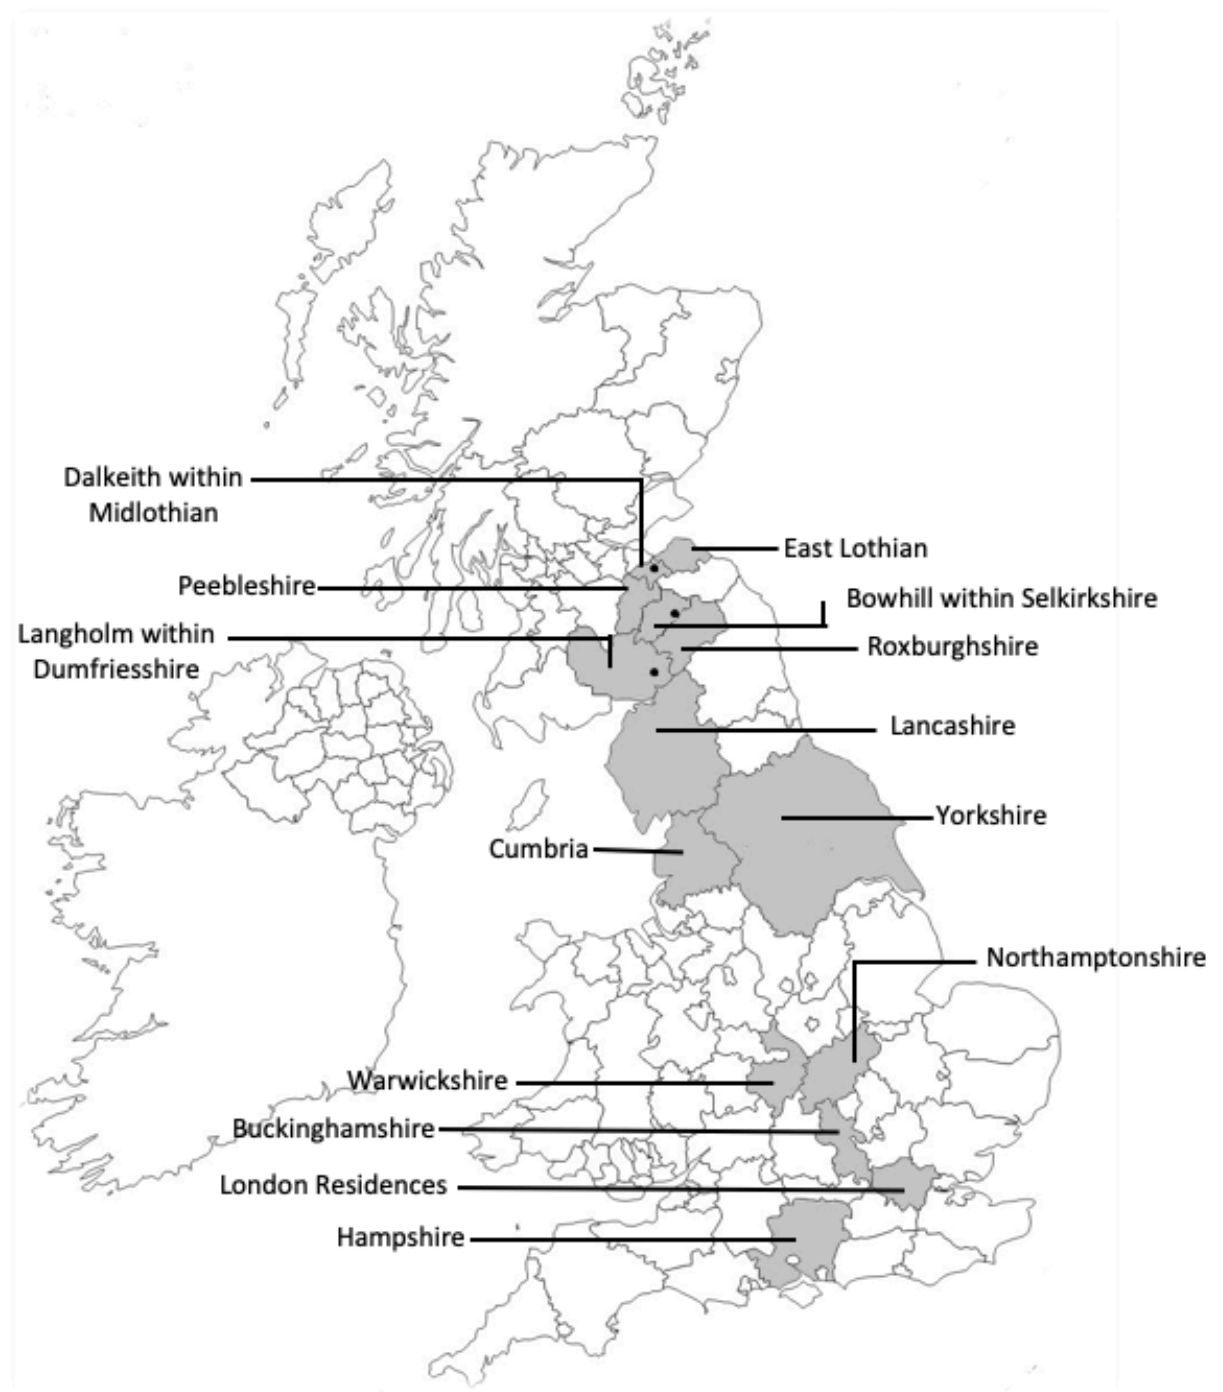 Dalkeith within
Midlothian
East Lothian
Peebleshire
Bowhill within Selkirkshire
Langholm within
Dumfriesshire
Roxburghshire
Lancashire
Yorkshire
Cumbria
Northamptonshire
Warwickshire
Buckinghamshire
London Residences
Hampshire